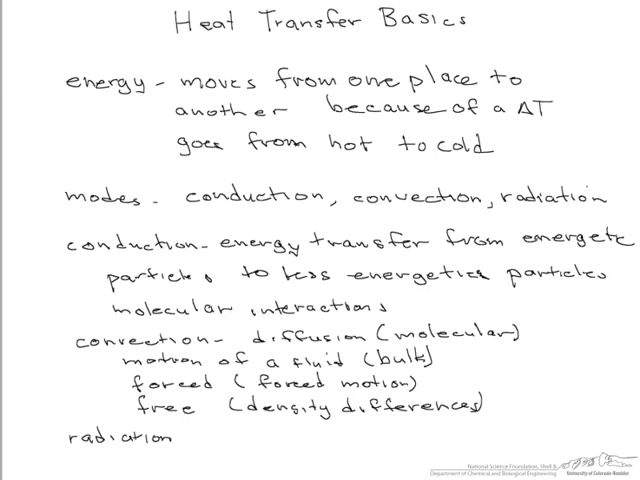 Heat Transfer Basics
energy - moves from one place to
another because of a ΔT
goes from hot to cold
modes - conduction, convection, radiation
conduction - energy transfer from energetic
particles to less energetic particles
molecular interactions
convection - diffusion (molecular)
motion of a fluid (bulk)
forced (forced motion)
free (density differences)
radiation
National Science Foundation, Shell &
Department of Chemical and Biological Engineering University of Colorado-Boulder